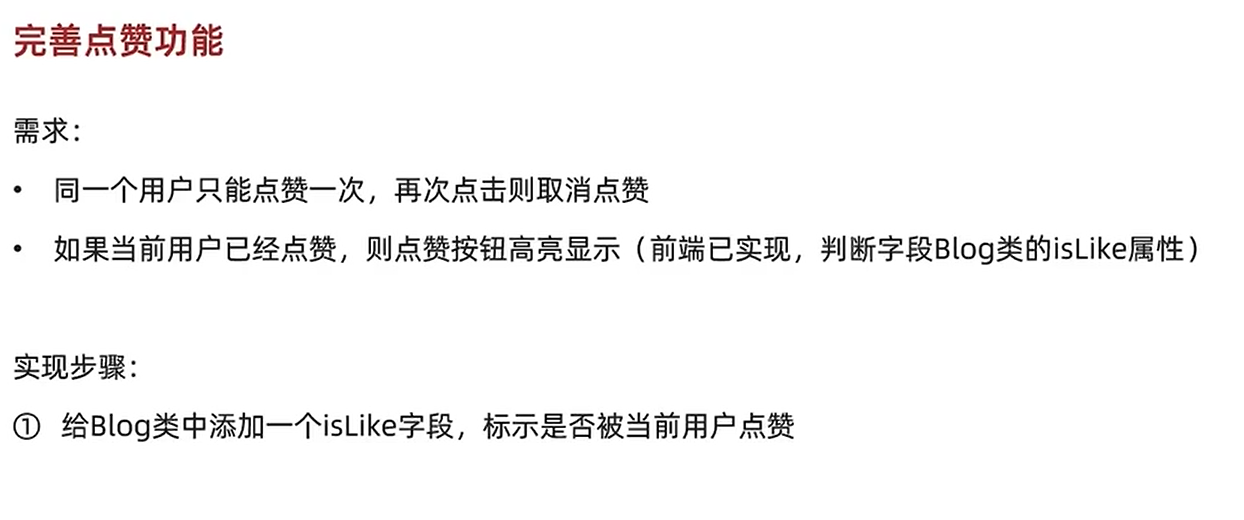 完善点赞功能
需求：
• 同一个用户只能点赞一次，再次点击则取消点赞
• 如果当前用户已经点赞，则点赞按钮高亮显示（前端已实现，判断字段Blog类的isLike属性）
实现步骤：
① 给Blog类中添加一个isLike字段，标示是否被当前用户点赞